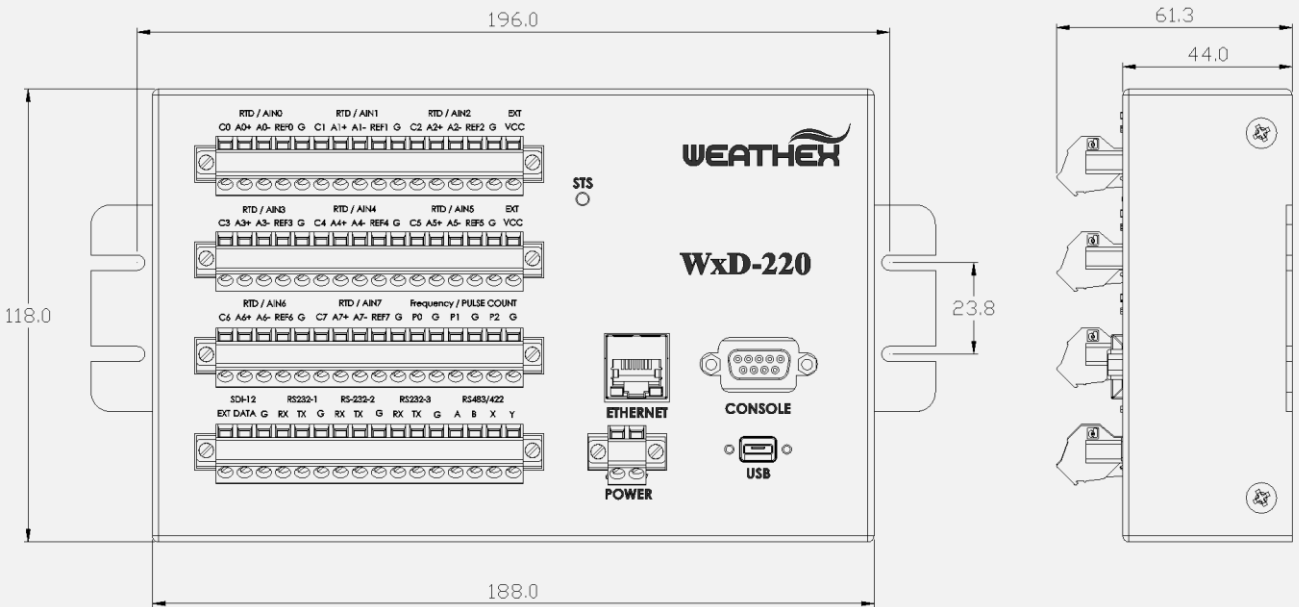 196.0
61.3
44.0
RTD / AIN0 RTD / AIN1 RTD / AIN2 EXT
C0 A0+ A0- REF0 G C1 A1+ A1- REF1 G C2 A2+ A2- REF2 G VCC
WEATHEX
STS
RTD / AIN3 RTD / AIN4 RTD / AIN5 EXT
C3 A3+ A3- REF3 G C4 A4+ A4- REF4 G C5 A5+ A5- REF5 G VCC
WxD-220
118.0
23.8
RTD / AIN6 RTD / AIN7 Frequency / PULSE COUNT
C6 A6+ A6- REF6 G C7 A7+ A7- REF7 G P0 G P1 G P2 G
SDI-12 RS232-1 RS-232-2 RS232-3 RS483/422
EXT DATA G RX TX G RX TX G RX TX G A B X Y
ETHERNET
CONSOLE
POWER
USB
188.0